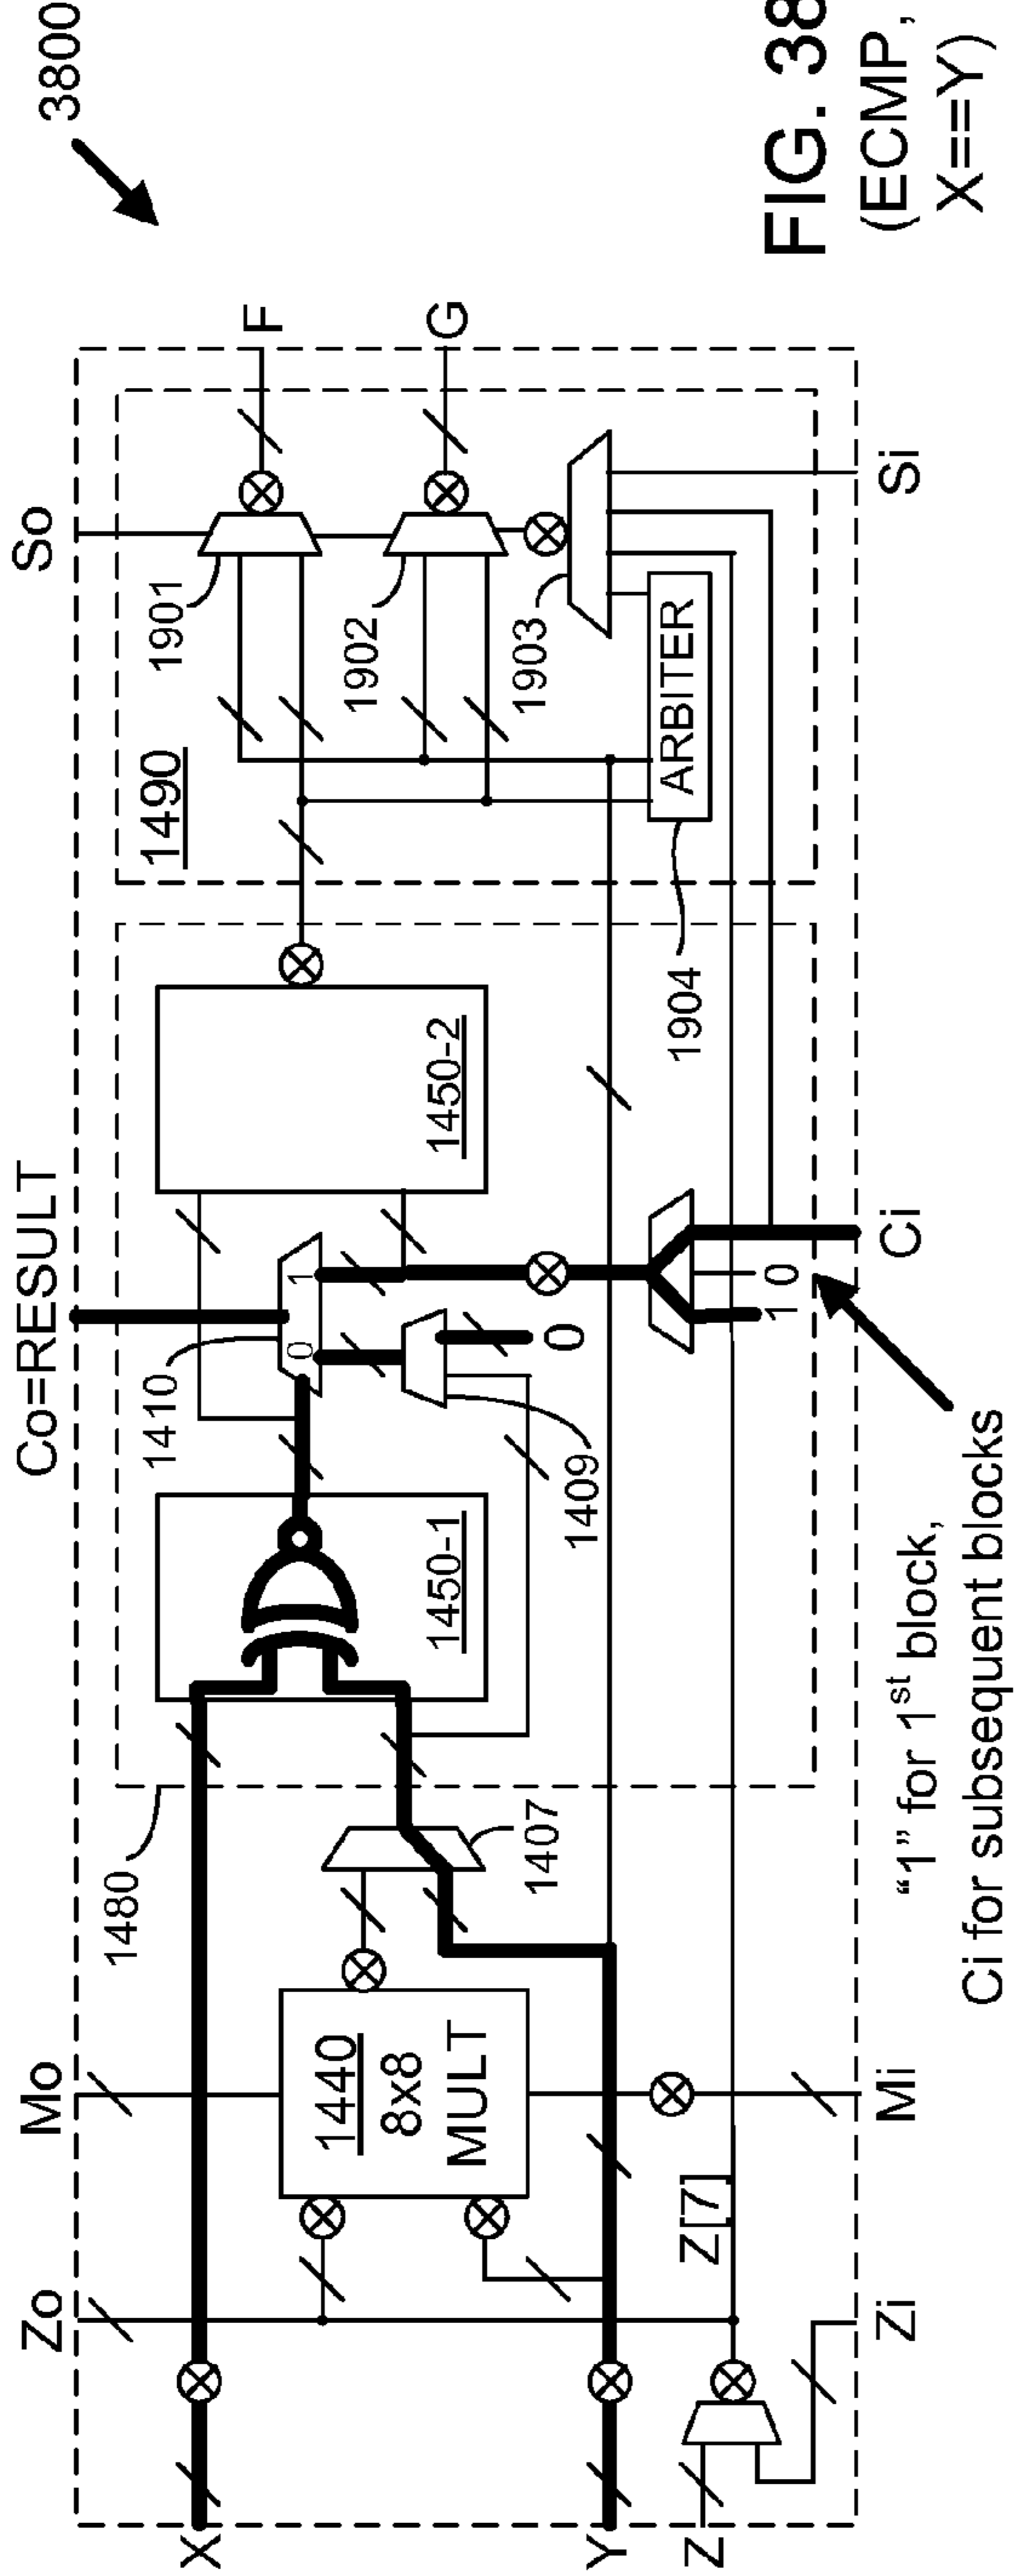 3800
FIG. 38
(ECMP,
X==Y)
Zo
Mo
Co=RESULT
So
1480
1410
1490
1901
F
X
1440
8x8
MULT
1407
1450-1
0
1
1409
0
1450-2
1902
G
1903
ARBITER
1904
Y
Z[7]
Z
1
0
Zi
Mi
Ci
Si
“1” for 1st block,
Ci for subsequent blocks